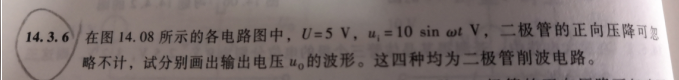 14.3.6 在图 14.08 所示的各电路图中，U=5 V，uᵢ=10 sin ωt V，二极管的正向压降可忽
略不计，试分别画出输出电压 uₒ的波形。这四种均为二极管削波电路。